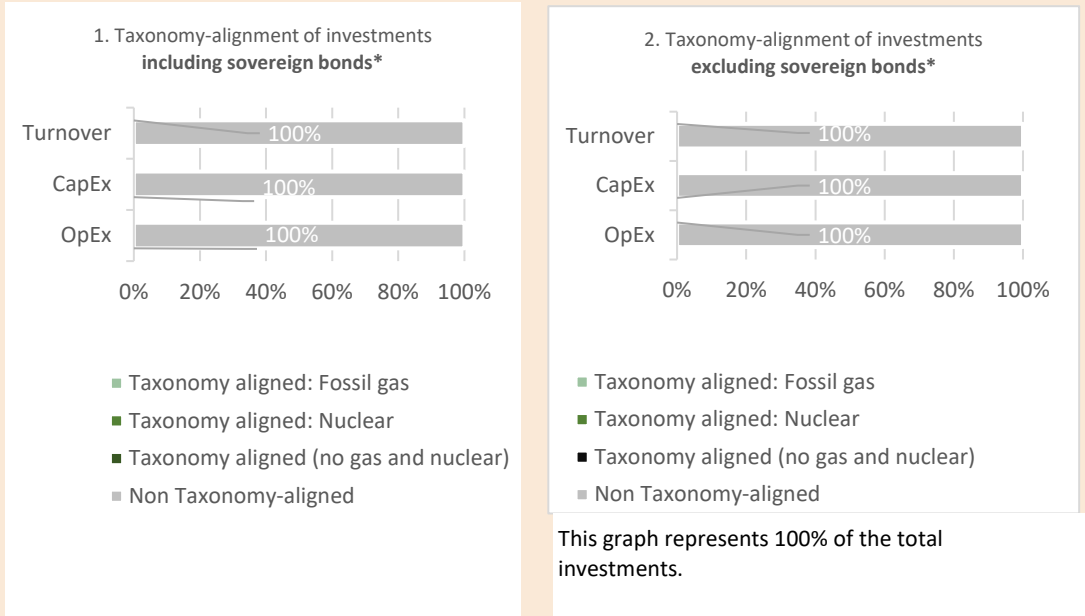 1. Taxonomy-alignment of investments
including sovereign bonds*
Turnover
100%
CapEx
100%
OpEx
100%
0% 20% 40% 60% 80% 100%
Taxonomy aligned: Fossil gas
Taxonomy aligned: Nuclear
Taxonomy aligned (no gas and nuclear)
Non Taxonomy-aligned
2. Taxonomy-alignment of investments
excluding sovereign bonds*
Turnover
100%
CapEx
100%
OpEx
100%
0% 20% 40% 60% 80% 100%
Taxonomy aligned: Fossil gas
Taxonomy aligned: Nuclear
Taxonomy aligned (no gas and nuclear)
Non Taxonomy-aligned
This graph represents 100% of the total
investments.